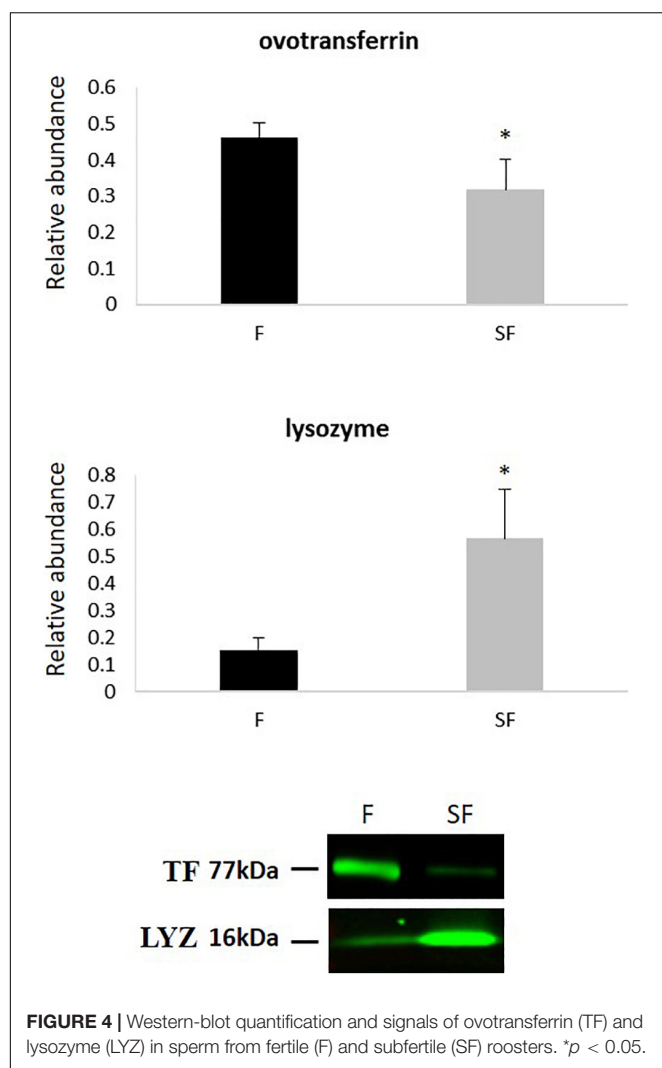 ovotransferrin
Relative abundance
0.6
0.5
0.4
0.3
0.2
0.1
0
*
F SF
lysozyme
Relative abundance
0.8
0.7
0.6
0.5
0.4
0.3
0.2
0.1
0
*
F SF
F SF
TF 77kDa
LYZ 16kDa
FIGURE 4 | Western-blot quantification and signals of ovotransferrin (TF) and
lysozyme (LYZ) in sperm from fertile (F) and subfertile (SF) roosters. *p < 0.05.